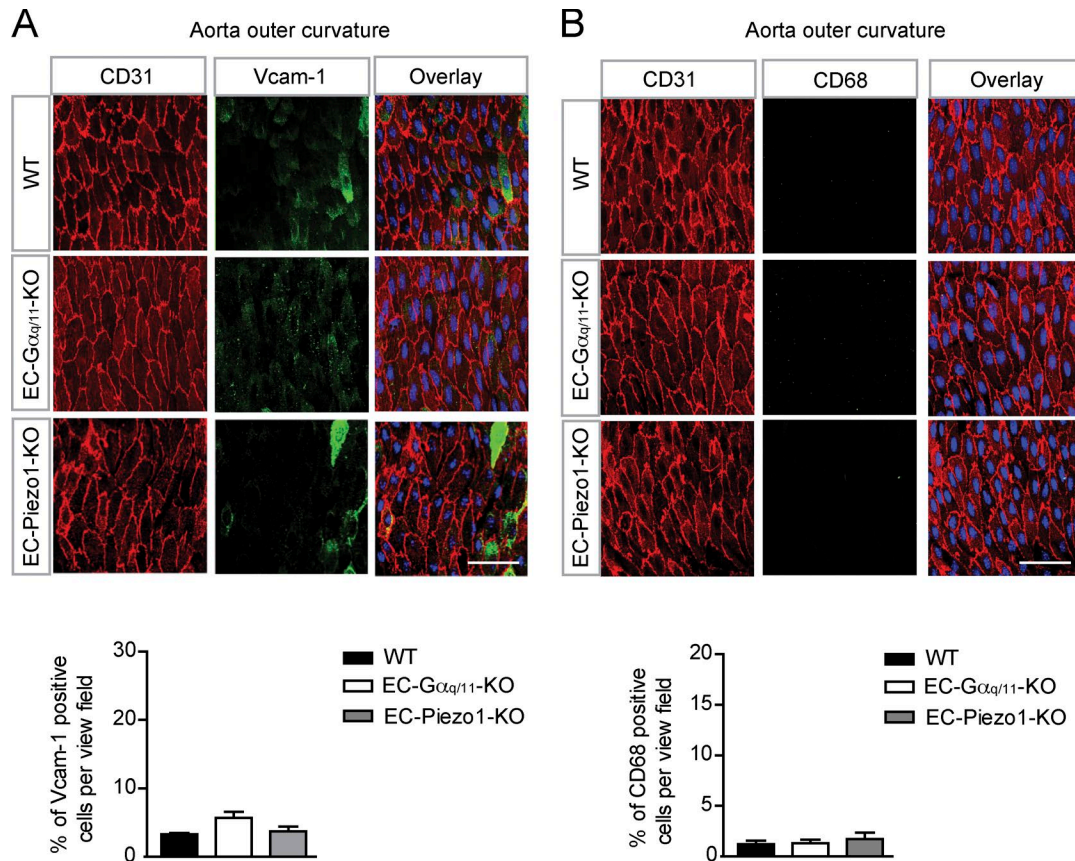 A
Aorta outer curvature
CD31
Vcam-1
Overlay
WT
EC-Gαq/11-KO
EC-Piezo1-KO
% of Vcam-1 positive
cells per view field
30
20
10
0
WT
EC-Gαq/11-KO
EC-Piezo1-KO
B
Aorta outer curvature
CD31
CD68
Overlay
WT
EC-Gαq/11-KO
EC-Piezo1-KO
% of CD68 positive
cells per view field
20
15
10
5
0
WT
EC-Gαq/11-KO
EC-Piezo1-KO